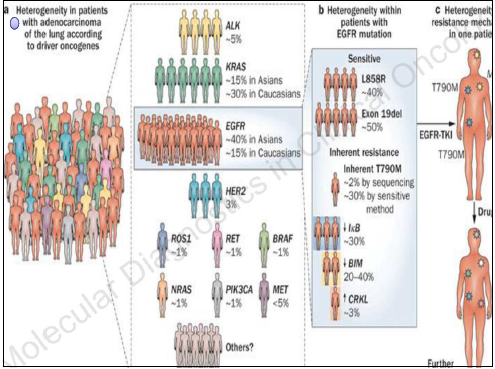 a Heterogeneity in patients
with adenocarcinoma
of the lung according
to driver oncogenes
ALK
~5%
KRAS
~15% in Asians
~30% in Caucasians
EGFR
~40% in Asians
~15% in Caucasians
HER2
3%
ROS1
~1%
RET
~1%
BRAF
~1%
NRAS
~1%
PIK3CA
~1%
MET
<5%
Others?
b Heterogeneity within
patients with
EGFR mutation
Sensitive
L858R
~40%
Exon 19del
~50%
Inherent resistance
Inherent T790M
~2% by sequencing
~30% by sensitive
method
↓ IκB
~30%
↓ BIM
20–40%
↑ CRKL
~3%
c Heterogeneity
resistance mech
in one patie
M
T790M
EGFR-TKI
T790M
Drug
Further
Molecular Diagnostics in Clinical Oncol